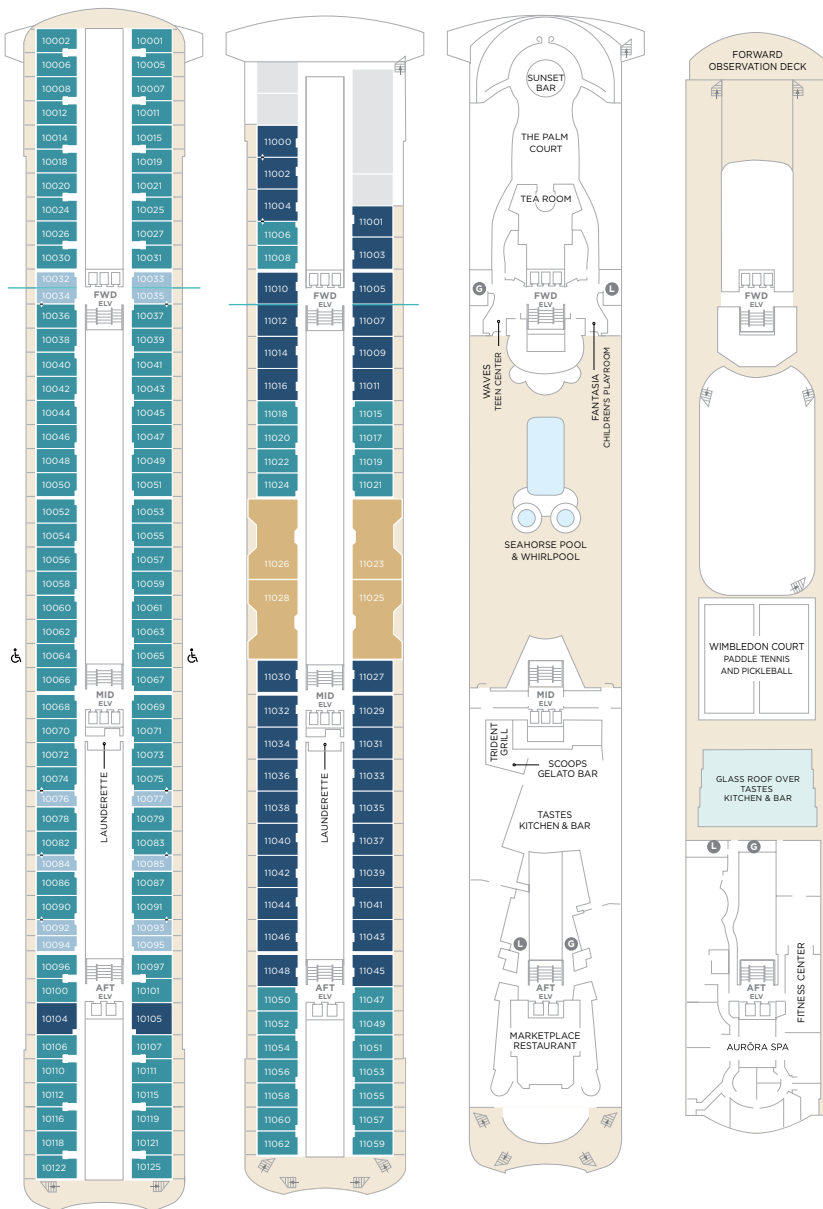 10002
10006
10008
10012
10014
10018
10020
10024
10026
10030
10032
10034
10036
10038
10040
10042
10044
10046
10048
10050
10052
10054
10056
10058
10060
10062
10064
10066
10068
10070
10072
10074
10076
10078
10082
10084
10086
10090
10092
10094
10096
10100
10104
10106
10110
10112
10116
10118
10122
FWD
ELV
MID
ELV
LAUNDERETTE
AFT
ELV
10001
10005
10007
10011
10015
10019
10021
10025
10027
10031
10033
10035
10037
10039
10041
10043
10045
10047
10049
10051
10053
10055
10057
10059
10061
10063
10065
10067
10069
10071
10073
10075
10077
10079
10083
10085
10087
10091
10093
10095
10097
10101
10105
10107
10111
10115
10119
10121
10125
11000
11002
11004
11006
11008
11010
11012
11014
11016
11018
11020
11022
11024
11026
11028
11030
11032
11034
11036
11038
11040
11042
11044
11046
11048
11050
11052
11054
11056
11058
11060
11062
FWD
ELV
MID
ELV
LAUNDERETTE
AFT
ELV
11001
11003
11005
11007
11009
11011
11015
11017
11019
11021
11023
11025
11027
11029
11031
11033
11035
11037
11039
11041
11043
11045
11047
11049
11051
11053
11055
11057
11059
SUNSET
BAR
THE PALM
COURT
TEA ROOM
G
FWD
ELV
L
WAVES
TEEN CENTER
FANTASIA
CHILDREN'S PLAYROOM
SEAHORSE POOL
& WHIRLPOOL
MID
ELV
TRIDENT
GRILL
SCOOPS
GELATO BAR
TASTES
KITCHEN & BAR
L
G
AFT
ELV
MARKETPLACE
RESTAURANT
FORWARD
OBSERVATION DECK
FWD
ELV
WIMBLEDON COURT
PADDLE TENNIS
AND PICKLEBALL
GLASS ROOF OVER
TASTES
KITCHEN & BAR
L
G
FITNESS CENTER
AFT
ELV
AURŌRA SPA